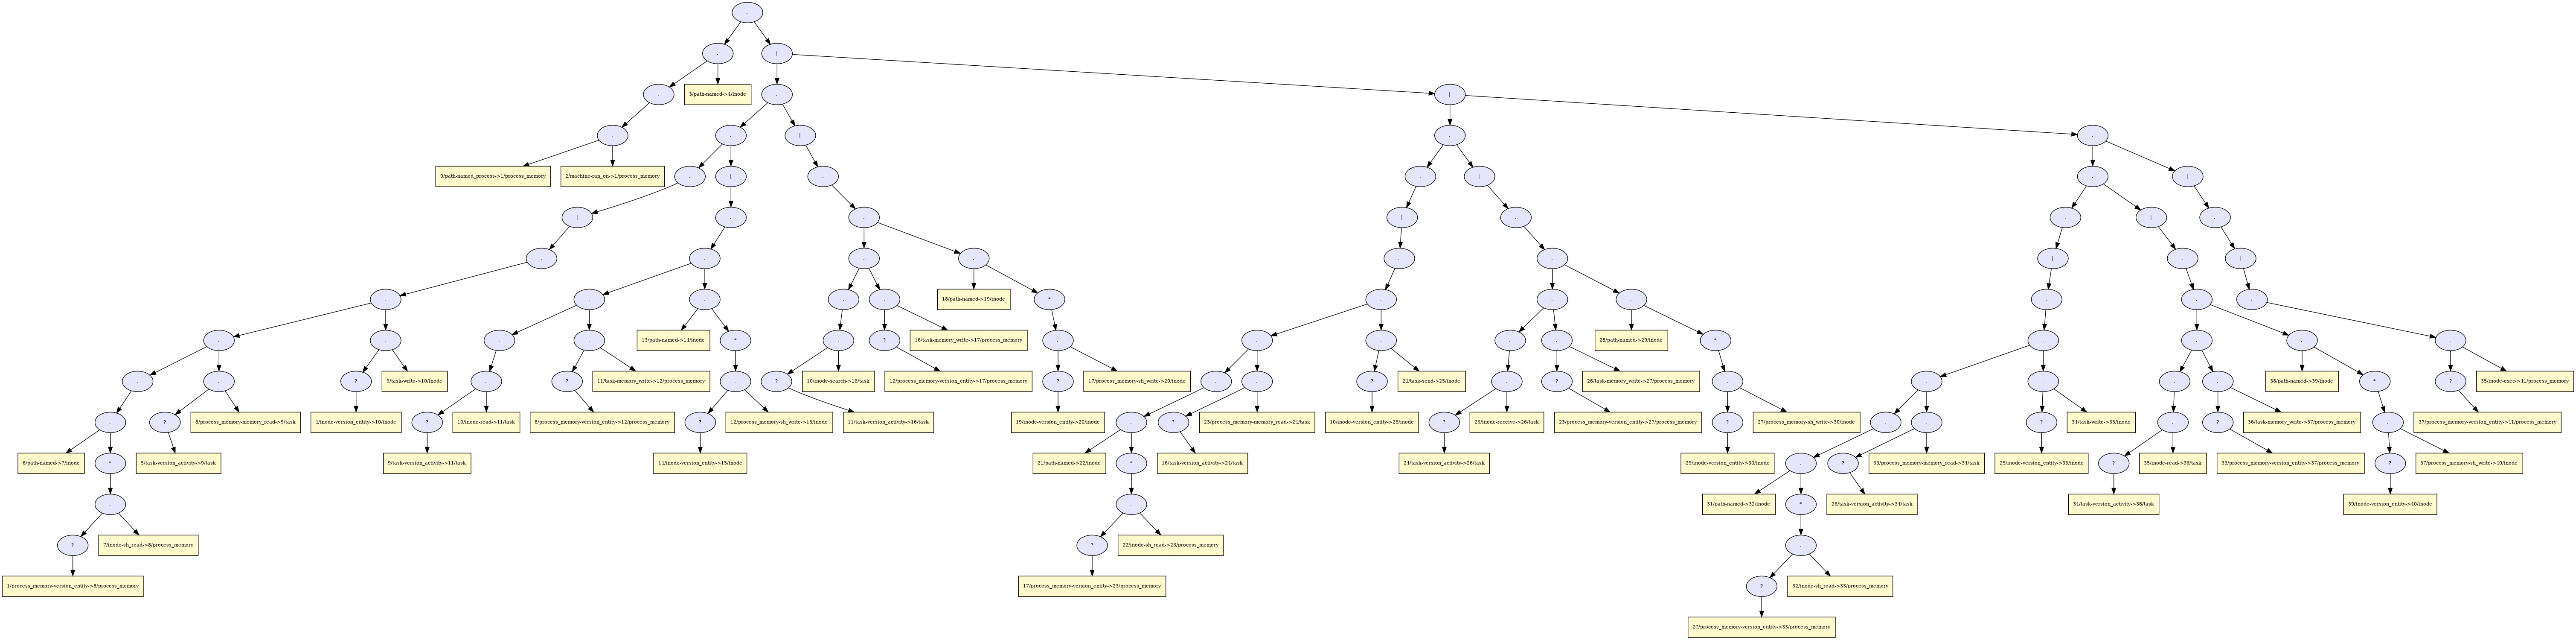 .
. |
. 3/path-named->4/inode . |
. . | . .
0/path-named_process->1/process_memory 2/machine-ran_on->1/process_memory . | . . | . |
| . . | . . | .
. . . . . . | . |
. . . . 18/path-named->19/inode * . . . . . .
. . . . 13/path-named->14/inode * . ? 16/task-memory_write->17/process_memory . . . . 28/path-named->29/inode * . . . . .
. . ? 9/task-write->10/inode . ? 11/task-memory_write->12/process_memory . ? 10/inode-search->16/task 12/process_memory-version_entity->17/process_memory ? 17/process_memory-sh_write->20/inode . . ? 24/task-send->25/inode . ? 26/task-memory_write->27/process_memory . . . . . 38/path-named->39/inode * ? 35/inode-exec->41/process_memory
. ? 8/process_memory-memory_read->9/task 4/inode-version_entity->10/inode ? 10/inode-read->11/task 8/process_memory-version_entity->12/process_memory ? 12/process_memory-sh_write->15/inode 11/task-version_activity->16/task 19/inode-version_entity->20/inode . ? 23/process_memory-memory_read->24/task 10/inode-version_entity->25/inode ? 25/inode-receive->26/task 23/process_memory-version_entity->27/process_memory ? 27/process_memory-sh_write->30/inode . . ? 34/task-write->35/inode . ? 36/task-memory_write->37/process_memory . 37/process_memory-version_entity->41/process_memory
6/path-named->7/inode * 5/task-version_activity->9/task 9/task-version_activity->11/task 14/inode-version_entity->15/inode 21/path-named->22/inode * 16/task-version_activity->24/task 24/task-version_activity->26/task 29/inode-version_entity->30/inode . ? 33/process_memory-memory_read->34/task 25/inode-version_entity->35/inode ? 35/inode-read->36/task 33/process_memory-version_entity->37/process_memory ? 37/process_memory-sh_write->40/inode
. . 31/path-named->32/inode * 26/task-version_activity->34/task 34/task-version_activity->36/task 39/inode-version_entity->40/inode
? 7/inode-sh_read->8/process_memory ? 22/inode-sh_read->23/process_memory .
1/process_memory-version_entity->8/process_memory 17/process_memory-version_entity->23/process_memory ? 32/inode-sh_read->33/process_memory
27/process_memory-version_entity->33/process_memory